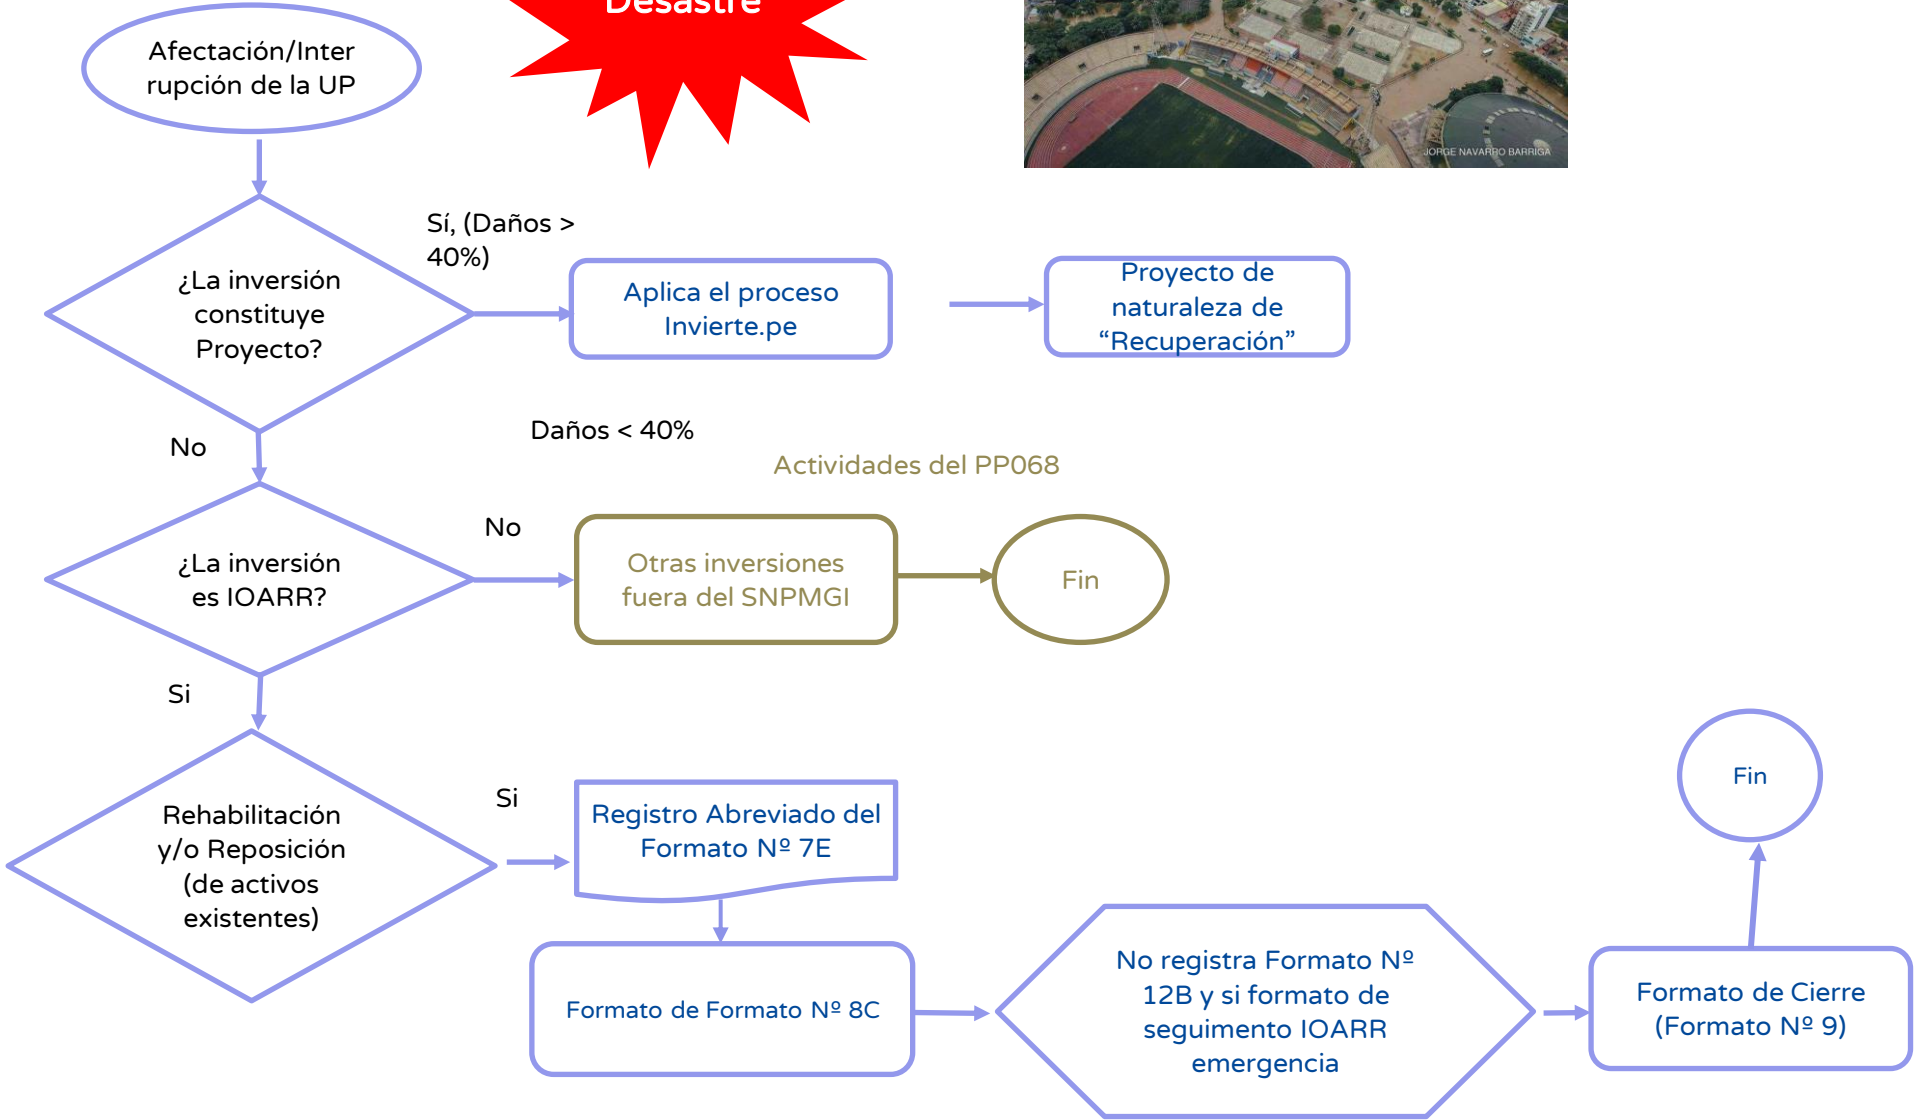 Desastre
Afectación/Inter
rupción de la UP
JORGE NAVARRO BARRIGA
Sí, (Daños >
40%)
¿La inversión
constituye
Proyecto?
Aplica el proceso
Invierte.pe
Proyecto de
naturaleza de
“Recuperación”
No
Daños < 40%
Actividades del PP068
¿La inversión
es IOARR?
No
Otras inversiones
fuera del SNPMGI
Fin
Si
Rehabilitación
y/o Reposición
(de activos
existentes)
Si
Registro Abreviado del
Formato Nº 7E
Formato de Formato Nº 8C
No registra Formato Nº
12B y si formato de
seguimento IOARR
emergencia
Formato de Cierre
(Formato Nº 9)
Fin